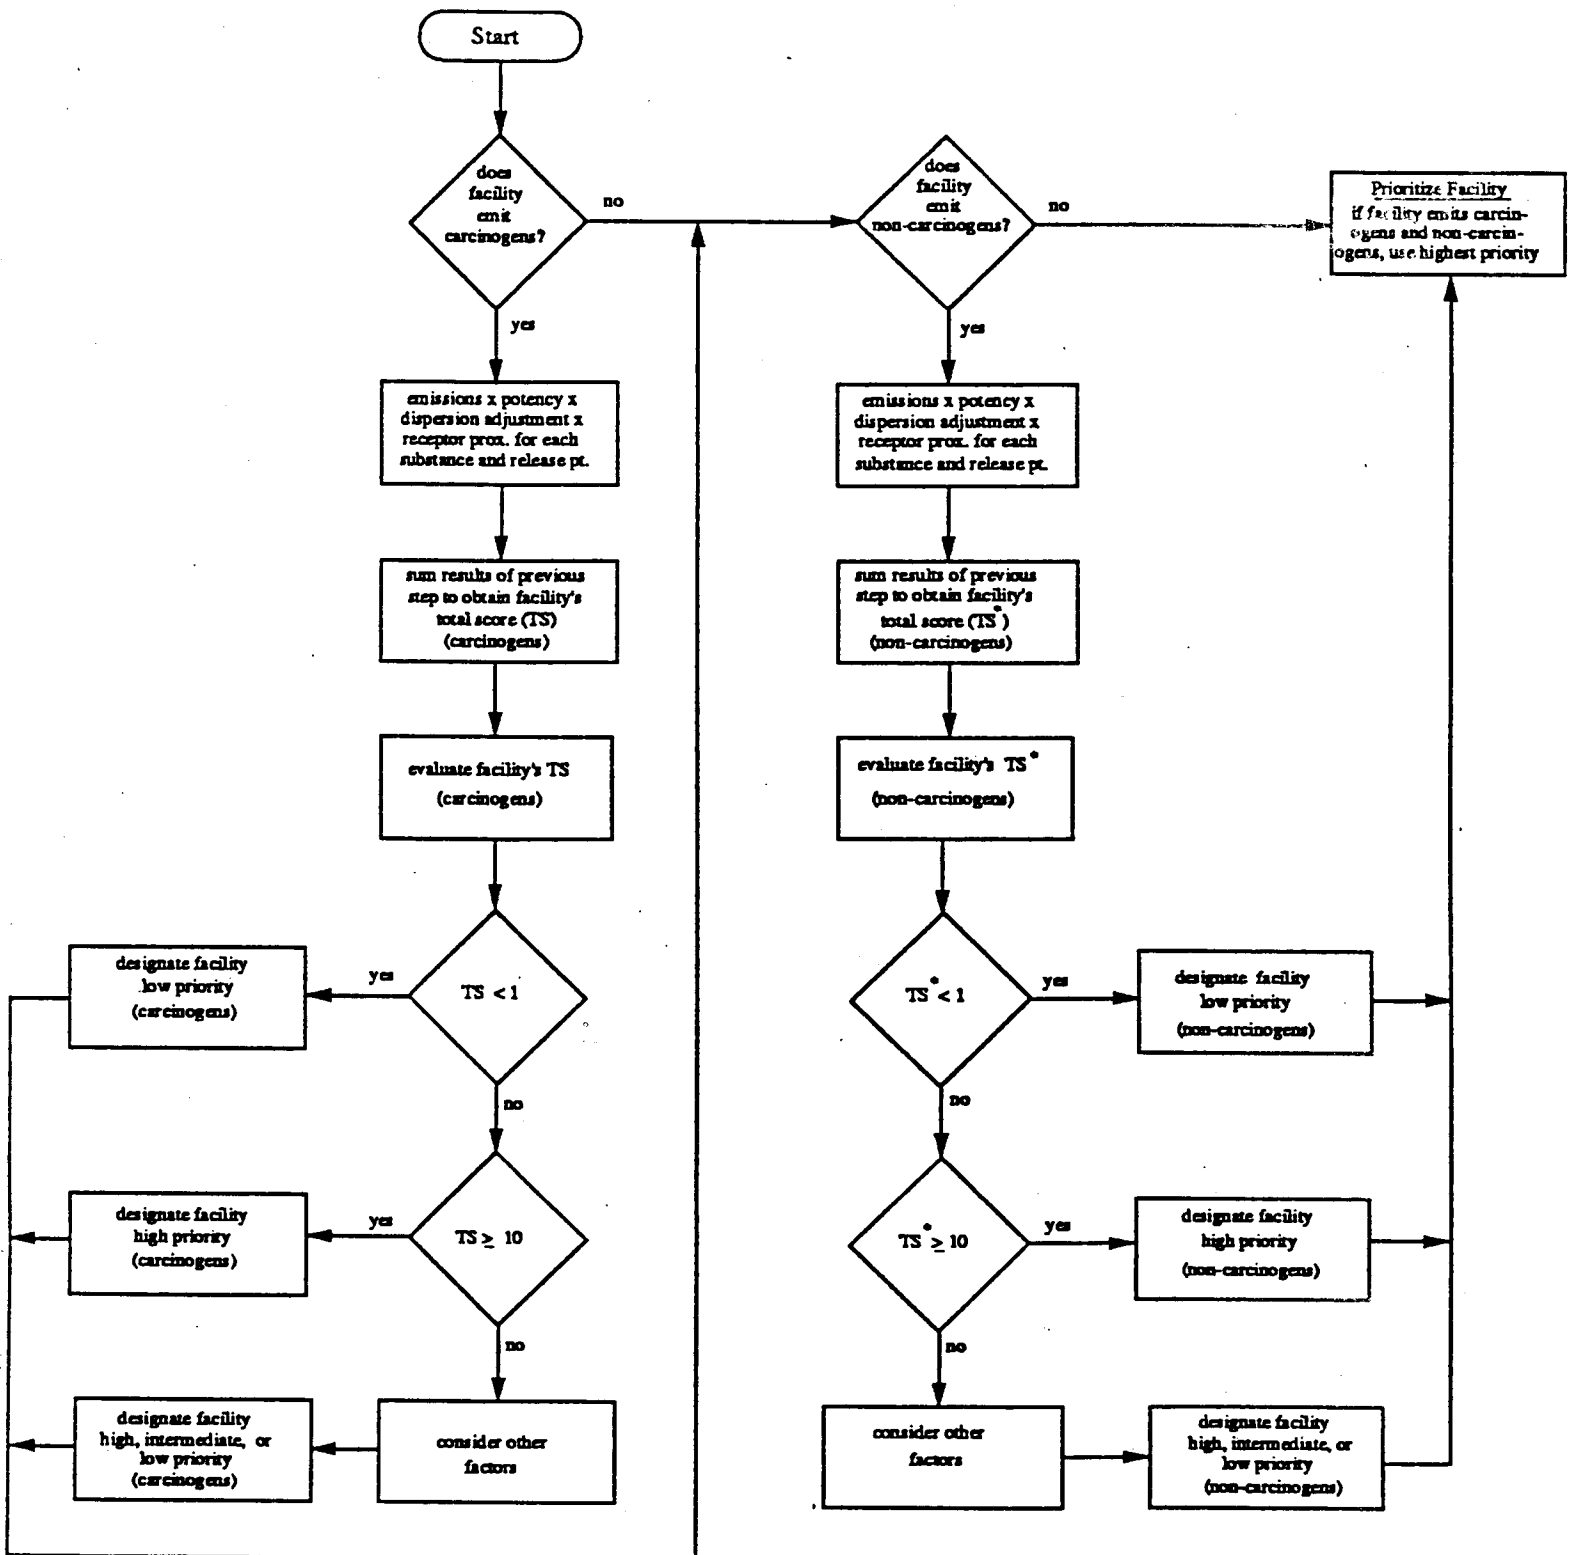 Start
does
facility
emit
carcinogens?
no
yes
emissions x potency x
dispersion adjustment x
receptor prox. for each
substance and release pt.
sum results of previous
step to obtain facility's
total score (TS)
(carcinogens)
evaluate facility's TS
(carcinogens)
TS < 1
yes
designate facility
low priority
(carcinogens)
no
TS ≥ 10
yes
designate facility
high priority
(carcinogens)
no
consider other
factors
designate facility
high, intermediate, or
low priority
(carcinogens)
does
facility
emit
non-carcinogens?
no
yes
emissions x potency x
dispersion adjustment x
receptor prox. for each
substance and release pt.
sum results of previous
step to obtain facility's
total score (TS*)
(non-carcinogens)
evaluate facility's TS*
(non-carcinogens)
TS* < 1
yes
designate facility
low priority
(non-carcinogens)
no
TS* ≥ 10
yes
designate facility
high priority
(non-carcinogens)
no
consider other
factors
designate facility
high, intermediate, or
low priority
(non-carcinogens)
Prioritize Facility
if facility emits carcin-
ogens and non-carcin-
ogens, use highest priority